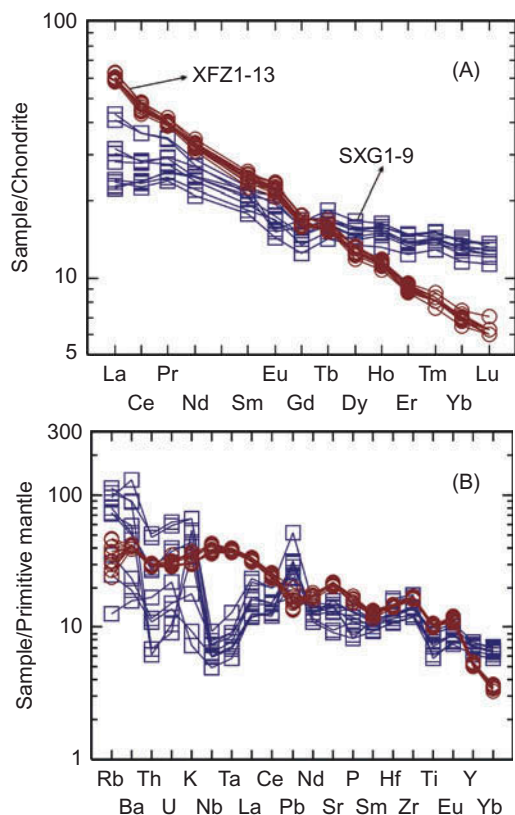 100
(A)
XFZ1-13
SXG1-9
Sample/Chondrite
10
5
La Pr Eu Tb Ho Tm Lu
Ce Nd Sm Gd Dy Er Yb
300
(B)
100
Sample/Primitive mantle
10
1
Rb Th K Ta Ce Nd P Hf Ti Y
Ba U Nb La Pb Sr Sm Zr Eu Yb